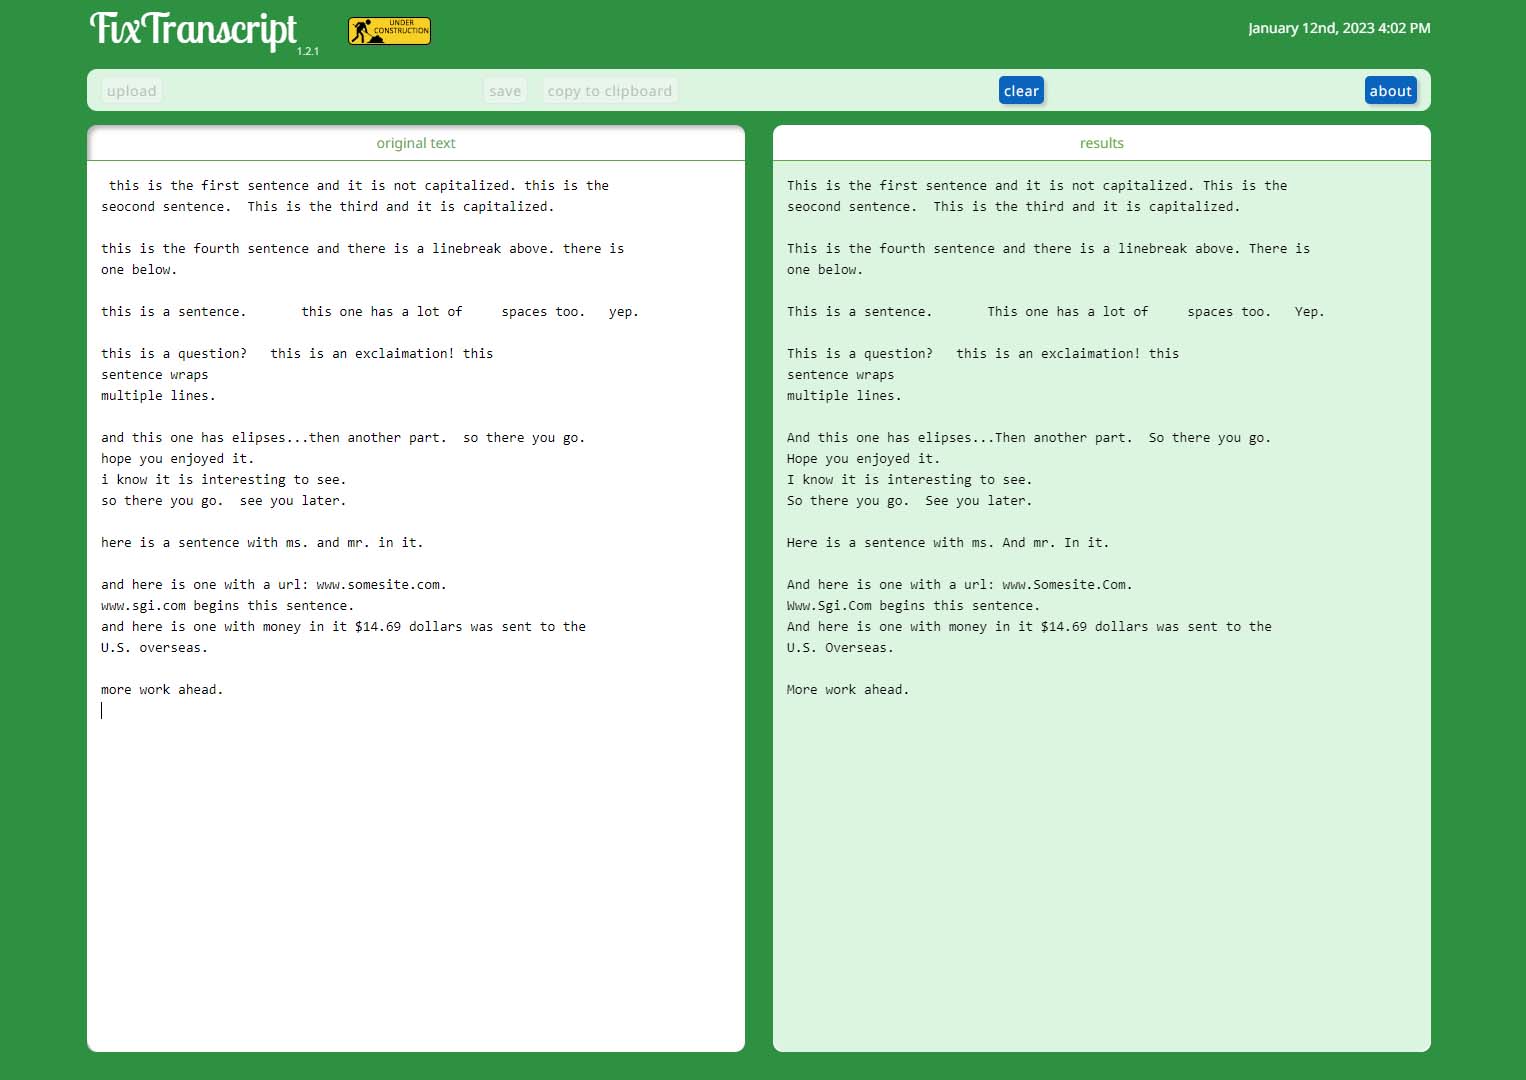 FixTranscript
1.2.1
UNDER
CONSTRUCTION
January 12nd, 2023 4:02 PM
upload
save
copy to clipboard
clear
about
original text
this is the first sentence and it is not capitalized. this is the
seocond sentence.  This is the third and it is capitalized.
this is the fourth sentence and there is a linebreak above. there is
one below.
this is a sentence.       this one has a lot of     spaces too.   yep.
this is a question?   this is an exclaimation! this
sentence wraps
multiple lines.
and this one has elipses...then another part.  so there you go.
hope you enjoyed it.
i know it is interesting to see.
so there you go.  see you later.
here is a sentence with ms. and mr. in it.
and here is one with a url: www.somesite.com.
www.sgi.com begins this sentence.
and here is one with money in it $14.69 dollars was sent to the
U.S. overseas.
more work ahead.
results
This is the first sentence and it is not capitalized. This is the
seocond sentence.  This is the third and it is capitalized.
This is the fourth sentence and there is a linebreak above. There is
one below.
This is a sentence.       This one has a lot of     spaces too.   Yep.
This is a question?   this is an exclaimation! this
sentence wraps
multiple lines.
And this one has elipses...Then another part.  So there you go.
Hope you enjoyed it.
I know it is interesting to see.
So there you go.  See you later.
Here is a sentence with ms. And mr. In it.
And here is one with a url: www.Somesite.Com.
Www.Sgi.Com begins this sentence.
And here is one with money in it $14.69 dollars was sent to the
U.S. Overseas.
More work ahead.